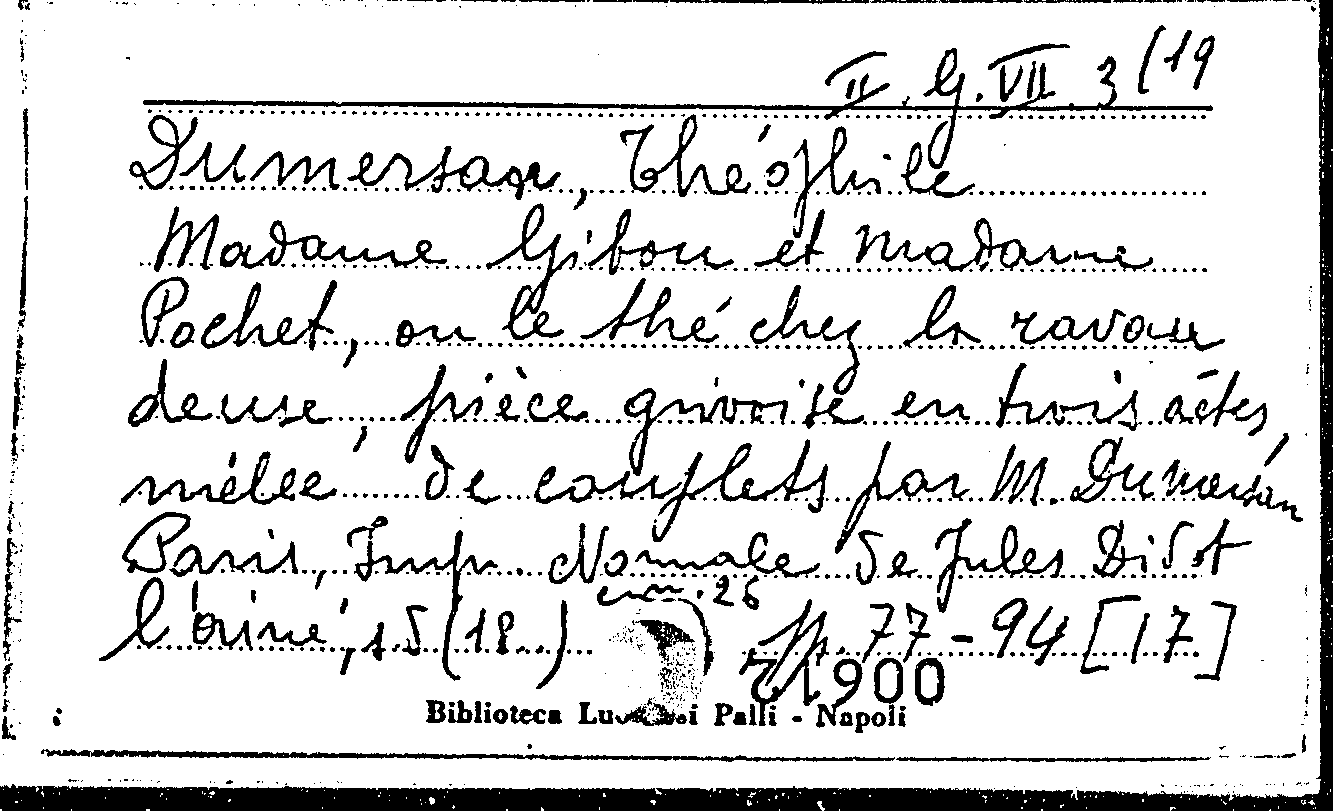 II. G. VII. 3 (19
Dumersan, Théophile
Madame Gibou et madame
Pochet, ou le thé chez la ravau
deuse, pièce grivoise en trois actes,
mêlée de couplets par M. Dumersan
Paris, Imp. Normale de Jules Didot
l'ainé, s. d (18..) pp. 77-94 [17]
cm. 26
Biblioteca Lucchesi Palli - Napoli